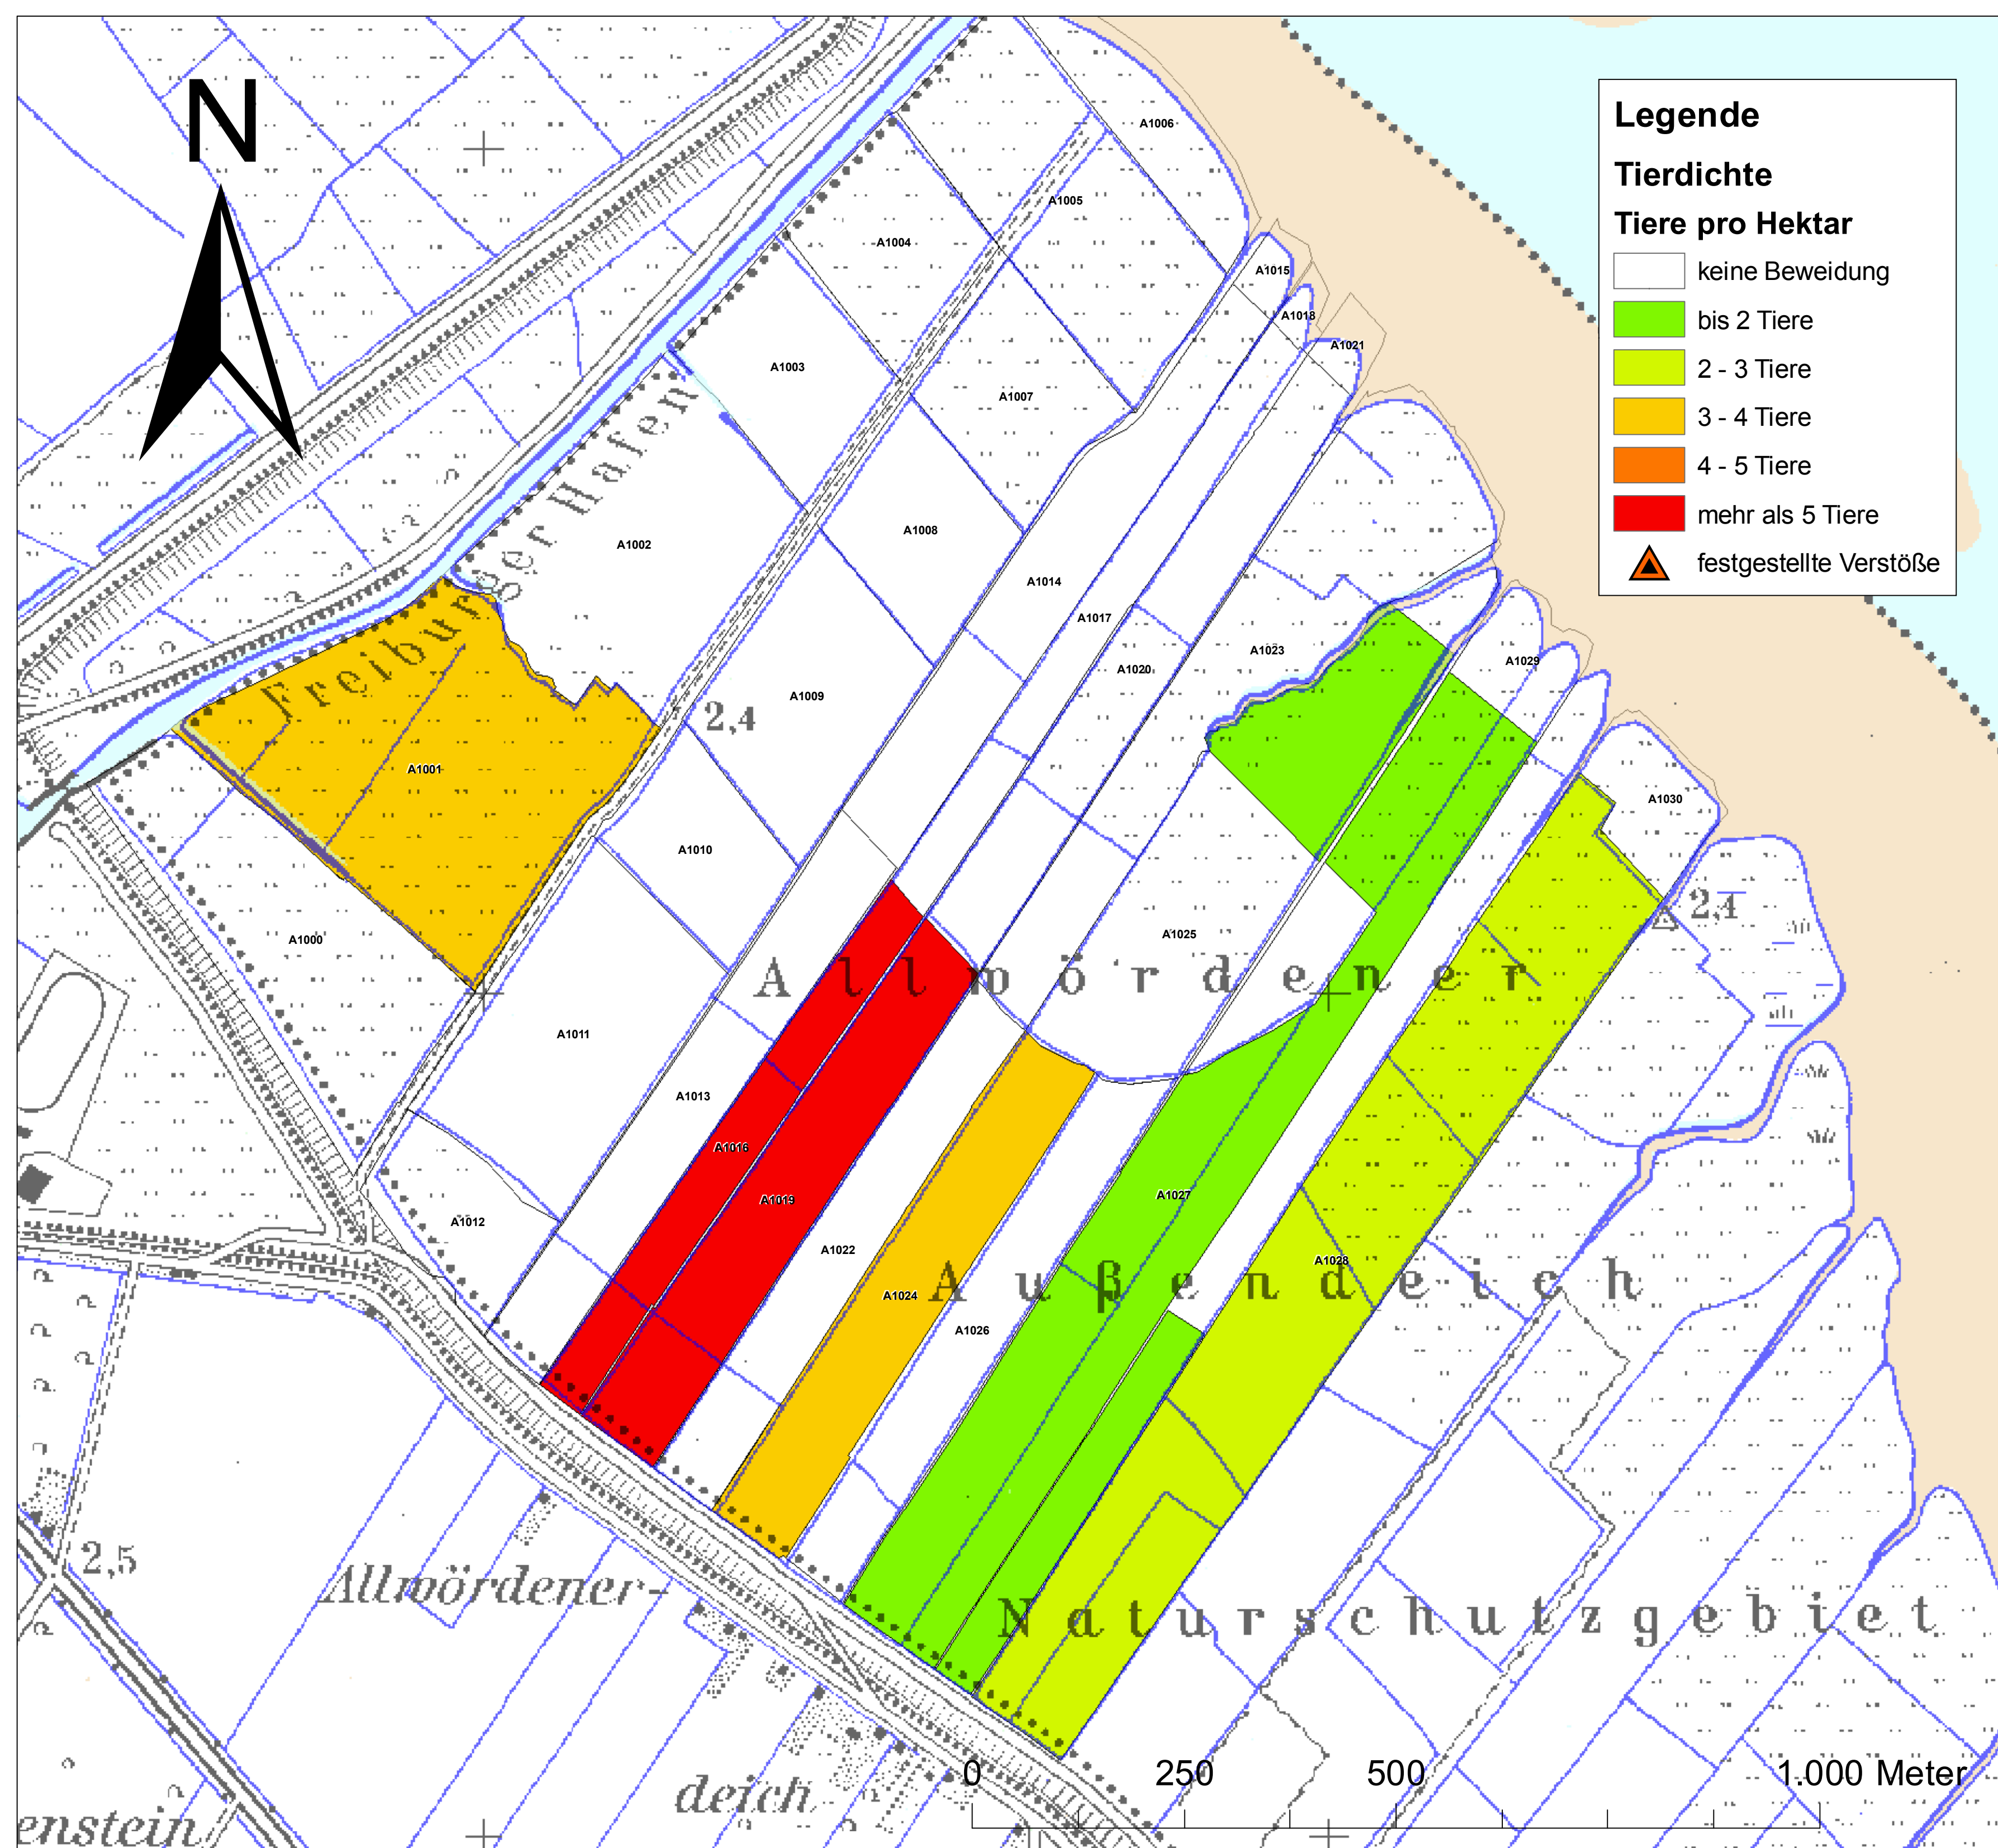 N
Legende
Tierdichte
Tiere pro Hektar
keine Beweidung
bis 2 Tiere
2 - 3 Tiere
3 - 4 Tiere
4 - 5 Tiere
mehr als 5 Tiere
festgestellte Verstöße
A1006
A1005
A1004
A1015
A1018
A1021
A1003
A1007
A1008
A1002
A1014
A1017
A1020
A1023
A1029
A1009
2,4
Freiburger Hafen
A1001
A1030
A1010
2,4
A1000
A1025
Allwördener
A1011
A1013
A1016
A1019
A1027
A1012
A1022
A1028
A1024
Außendeich
A1026
2,5
Allwördener-
Naturschutzgebiet
deich
0 250 500 1.000 Meter
enstein